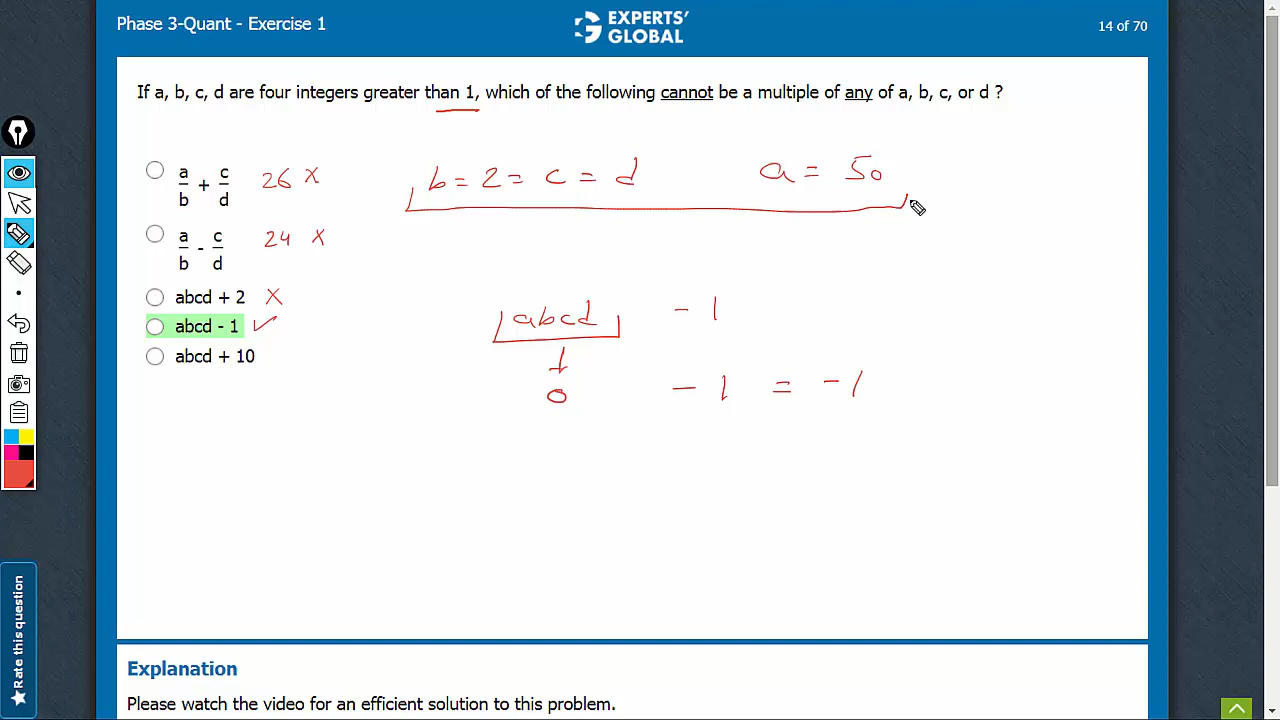 Phase 3-Quant - Exercise 1
EXPERTS'
GLOBAL
14 of 70
If a, b, c, d are four integers greater than 1, which of the following cannot be a multiple of any of a, b, c, or d ?
a/b + c/d 26 X
b = 2 = c = d a = 50
a/b - c/d 24 X
abcd + 2 X
abcd - 1
abcd - 1 ✓
abcd + 10
0 - 1 = -1
Rate this question
Explanation
Please watch the video for an efficient solution to this problem.